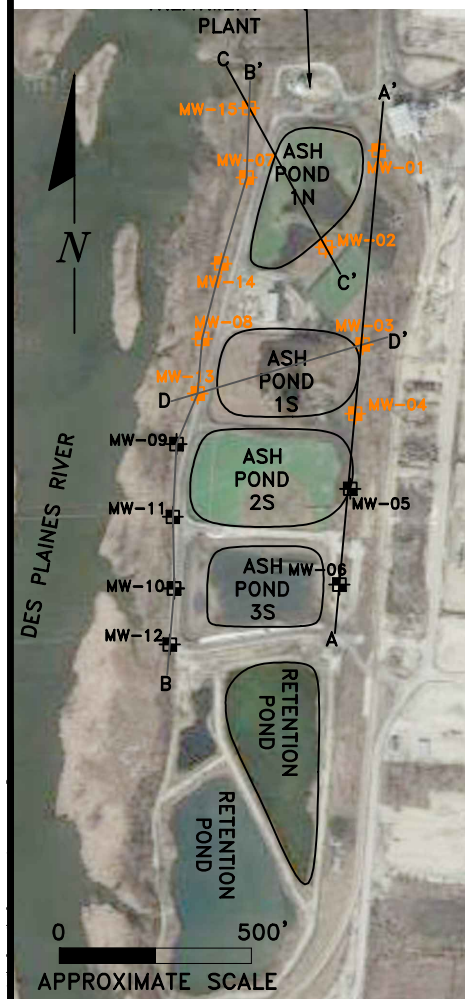 PLANT
C
B'
A'
MW-15
MW-07
ASH
POND
1N
MW-01
MW-02
N
C'
MW-14
MW-08
MW-03
D'
ASH
POND
1S
MW-13
D
MW-04
MW-09
ASH
POND
2S
MW-05
MW-11
DES PLAINES RIVER
ASH
POND
3S
MW-06
MW-10
MW-12
A
B
RETENTION
POND
RETENTION
POND
0 500'
APPROXIMATE SCALE